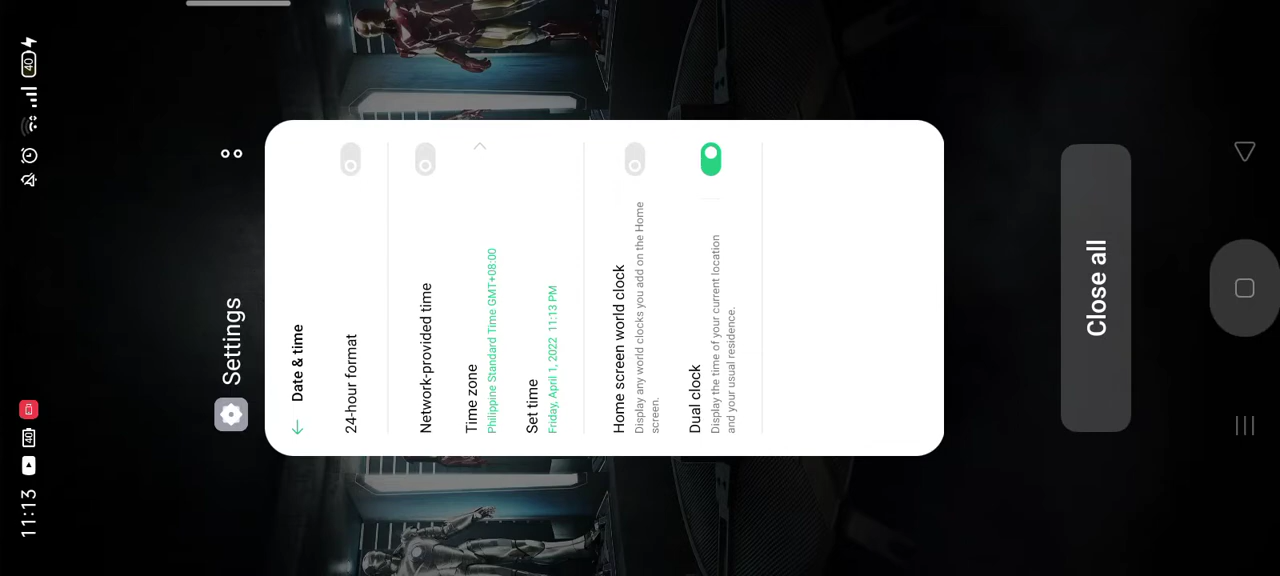 11:13
40
40
Settings
Date & time
24-hour format
Network-provided time
Time zone
Philippine Standard Time GMT+08:00
Set time
Friday, April 1, 2022 11:13 PM
Home screen world clock
Display any world clocks you add on the Home
screen.
Dual clock
Display the time of your current location
and your usual residence.
Close all